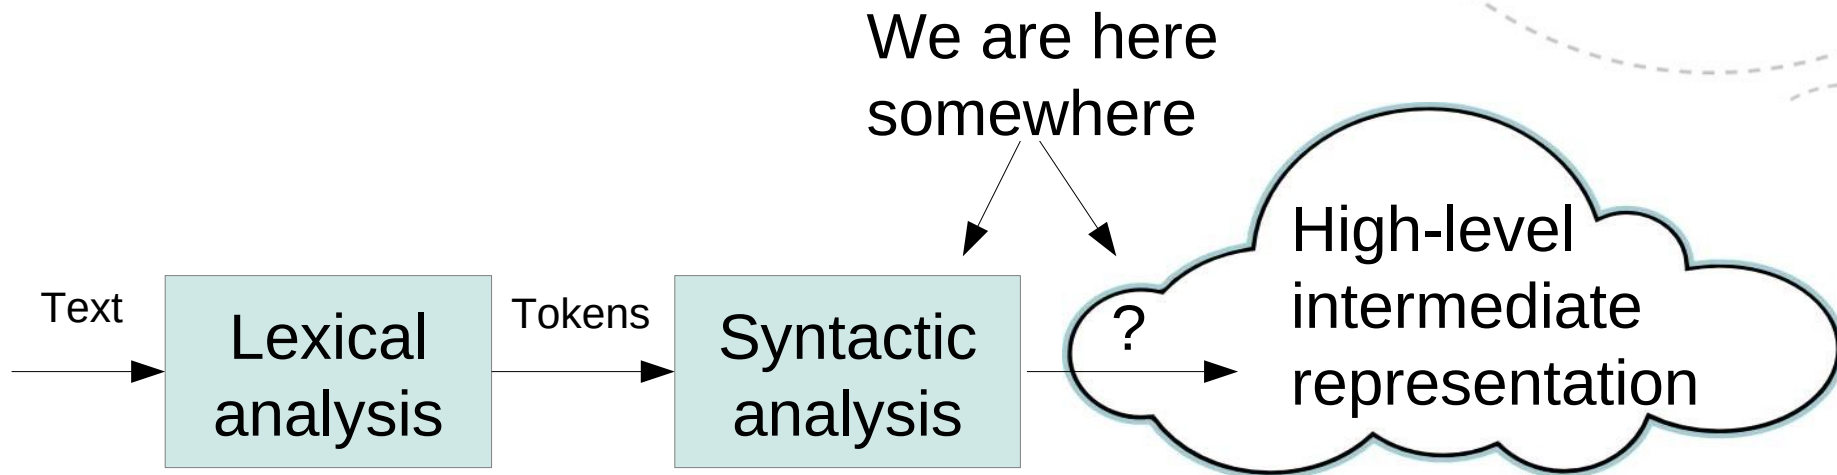 We are here
somewhere
Text
Lexical
analysis
Tokens
Syntactic
analysis
?
High-level
intermediate
representation